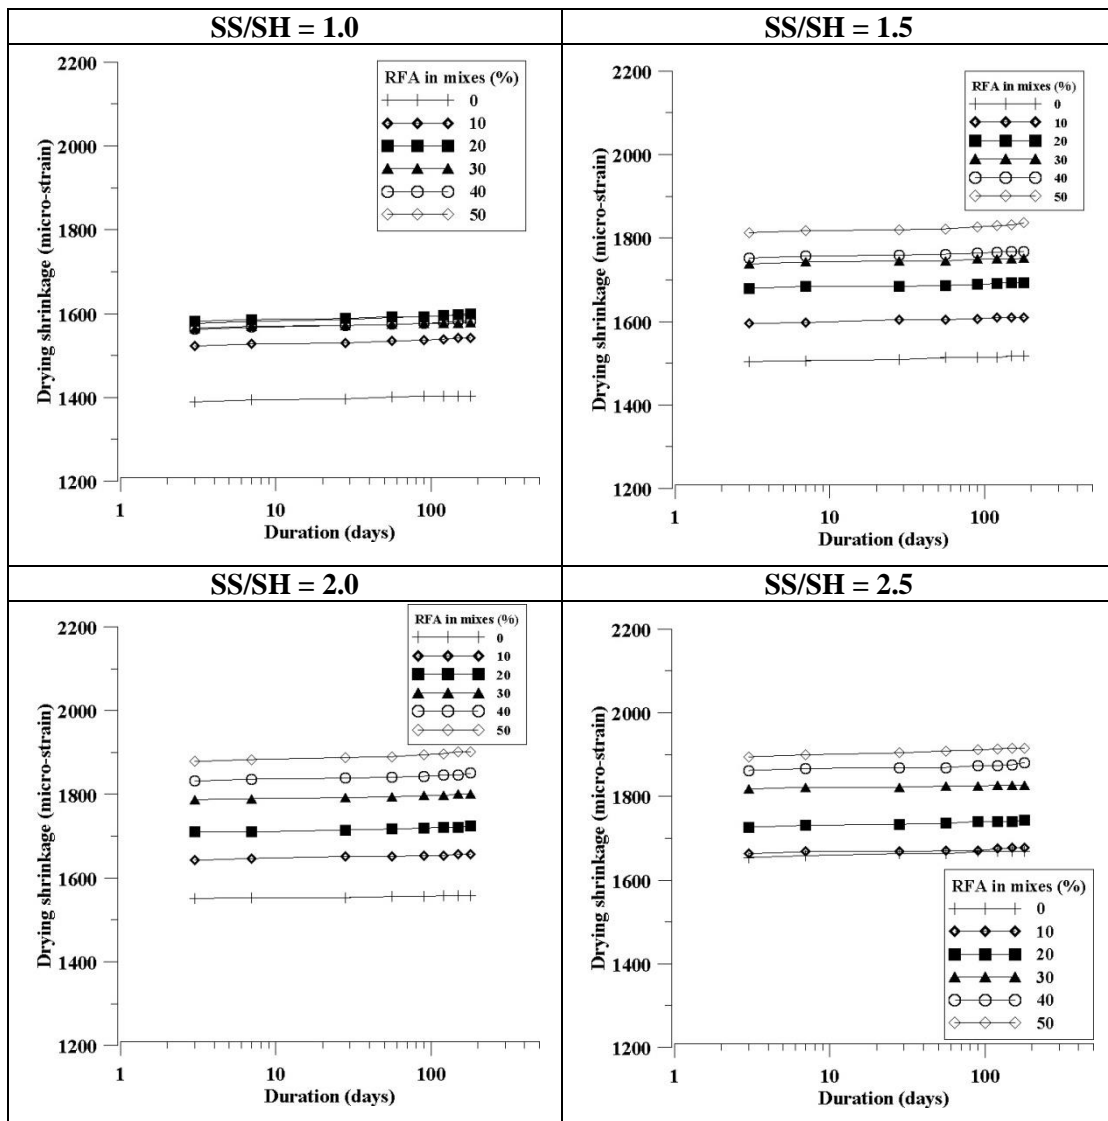 SS/SH = 1.0
2200
2000
1800
1600
1400
1200
Drying shrinkage (micro-strain)
RFA in mixes (%)
0
10
20
30
40
50
1 10 100
Duration (days)
SS/SH = 1.5
2200
2000
1800
1600
1400
1200
Drying shrinkage (micro-strain)
RFA in mixes (%)
0
10
20
30
40
50
1 10 100
Duration (days)
SS/SH = 2.0
2200
2000
1800
1600
1400
1200
Drying shrinkage (micro-strain)
RFA in mixes (%)
0
10
20
30
40
50
1 10 100
Duration (days)
SS/SH = 2.5
2200
2000
1800
1600
1400
1200
Drying shrinkage (micro-strain)
RFA in mixes (%)
0
10
20
30
40
50
1 10 100
Duration (days)